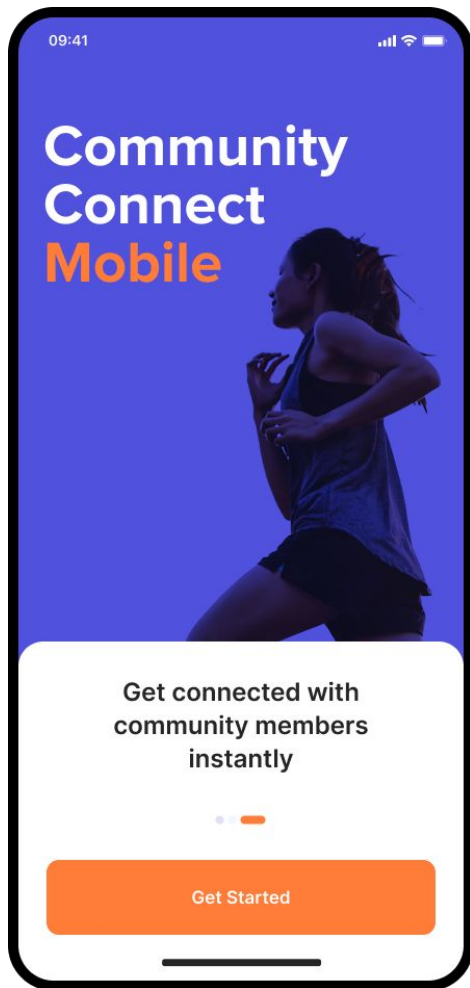 09:41
Community
Connect
Mobile
Get connected with
community members
instantly
Get Started